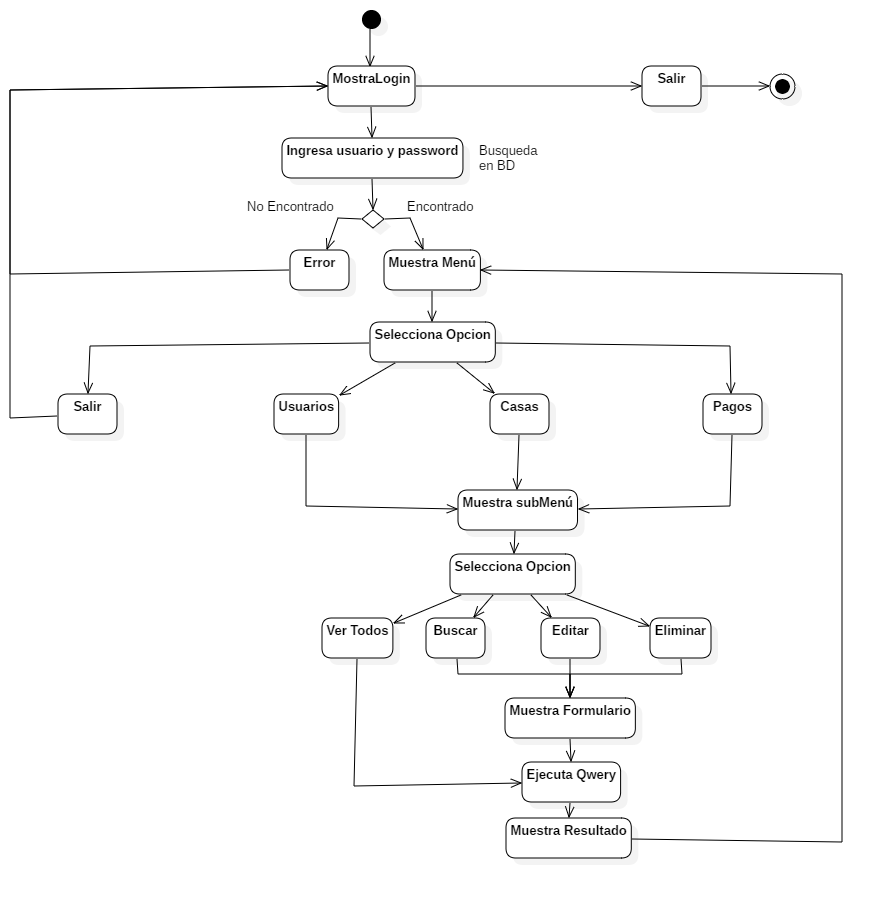 MostraLogin
Salir
Ingresa usuario y password
Busqueda
en BD
No Encontrado
Encontrado
Error
Muestra Menú
Selecciona Opcion
Salir
Usuarios
Casas
Pagos
Muestra subMenú
Selecciona Opcion
Ver Todos
Buscar
Editar
Eliminar
Muestra Formulario
Ejecuta Qwery
Muestra Resultado